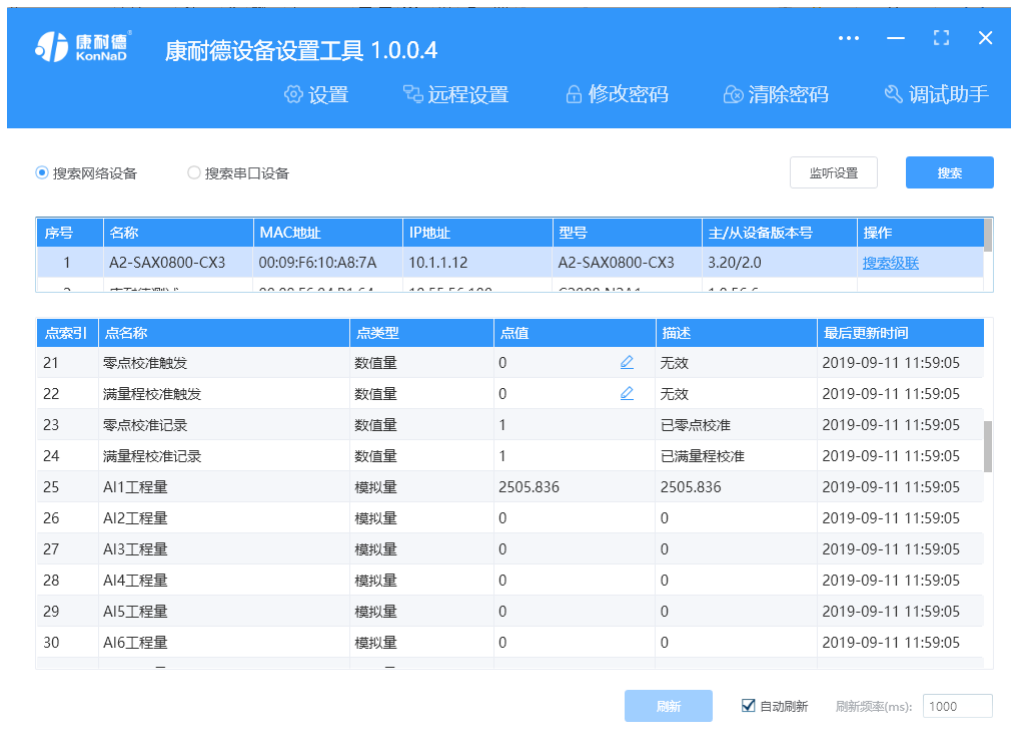 康耐德
KonNaD
康耐德设备设置工具 1.0.0.4
设置 远程设置 修改密码 清除密码 调试助手
搜索网络设备 搜索串口设备 监听设置 搜索
序号 名称 MAC地址 IP地址 型号 主/从设备版本号 操作
1 A2-SAX0800-CX3 00:09:F6:10:A8:7A 10.1.1.12 A2-SAX0800-CX3 3.20/2.0 搜索级联
点索引 点名称 点类型 点值 描述 最后更新时间
21 零点校准触发 数值量 0 无效 2019-09-11 11:59:05
22 满量程校准触发 数值量 0 无效 2019-09-11 11:59:05
23 零点校准记录 数值量 1 已零点校准 2019-09-11 11:59:05
24 满量程校准记录 数值量 1 已满量程校准 2019-09-11 11:59:05
25 AI1工程量 模拟量 2505.836 2505.836 2019-09-11 11:59:05
26 AI2工程量 模拟量 0 0 2019-09-11 11:59:05
27 AI3工程量 模拟量 0 0 2019-09-11 11:59:05
28 AI4工程量 模拟量 0 0 2019-09-11 11:59:05
29 AI5工程量 模拟量 0 0 2019-09-11 11:59:05
30 AI6工程量 模拟量 0 0 2019-09-11 11:59:05
刷新 自动刷新 刷新频率(ms): 1000